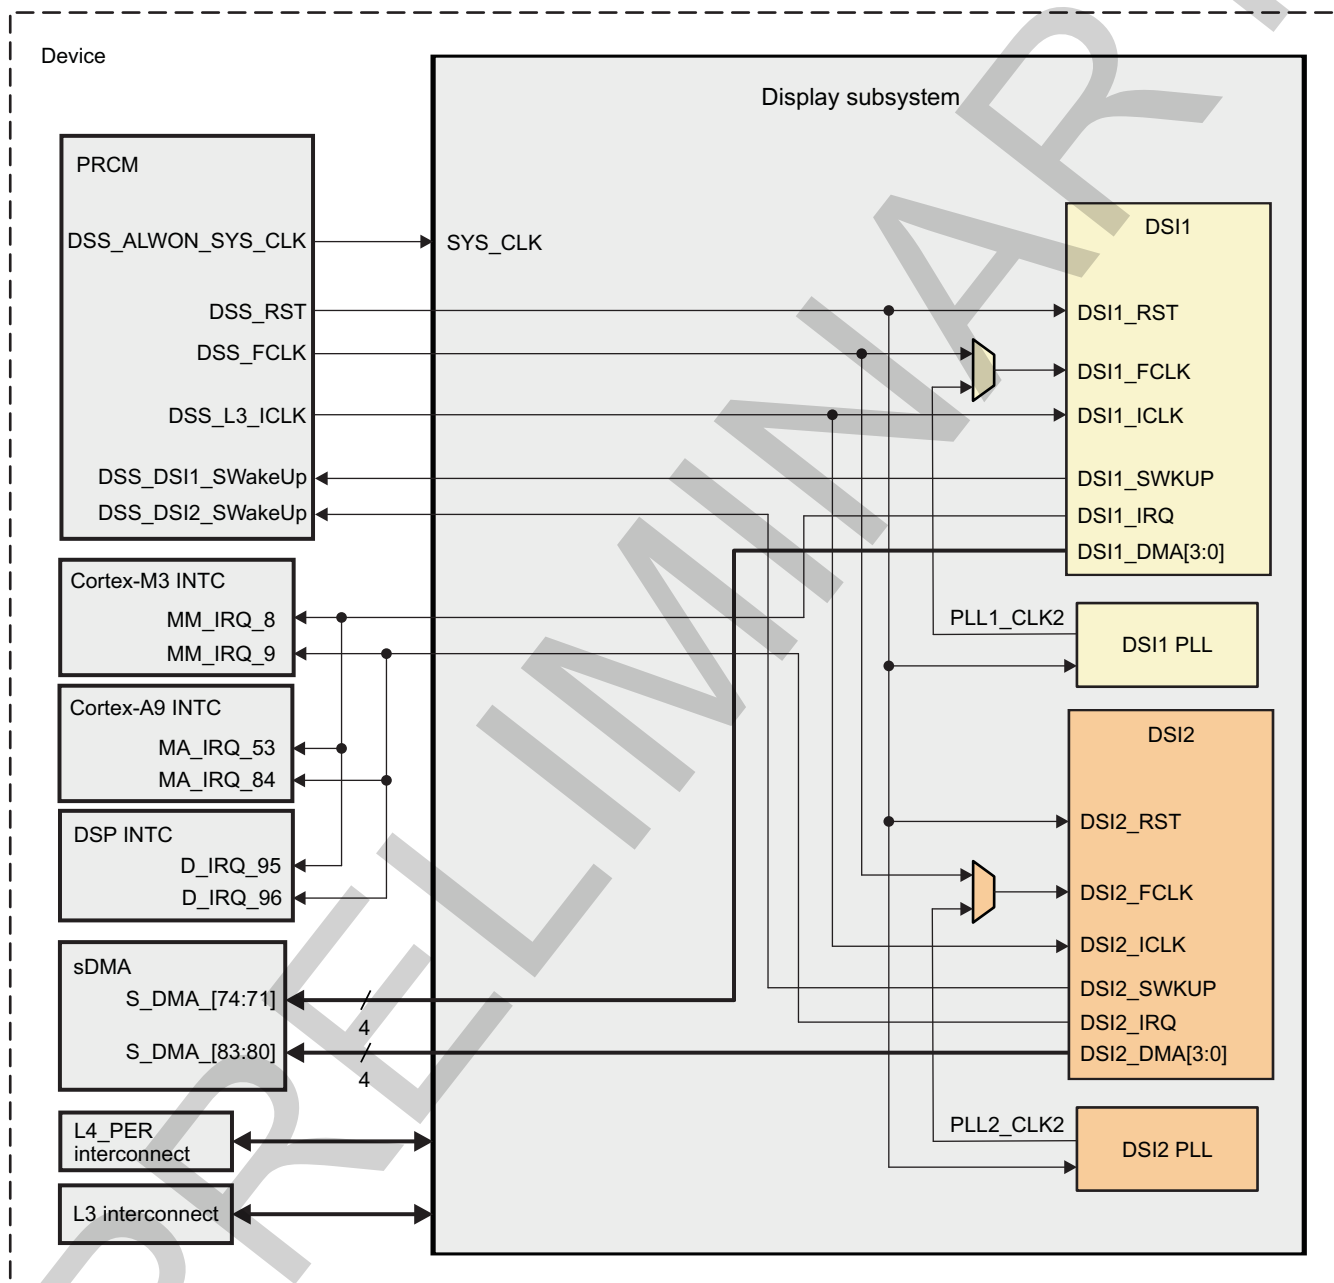 Device
Display subsystem
PRCM
DSS_ALWON_SYS_CLK
DSS_RST
DSS_FCLK
DSS_L3_ICLK
DSS_DSI1_SWakeUp
DSS_DSI2_SWakeUp
SYS_CLK
DSI1
DSI1_RST
DSI1_FCLK
DSI1_ICLK
DSI1_SWKUP
DSI1_IRQ
DSI1_DMA[3:0]
Cortex-M3 INTC
MM_IRQ_8
MM_IRQ_9
PLL1_CLK2
DSI1 PLL
Cortex-A9 INTC
MA_IRQ_53
MA_IRQ_84
DSP INTC
D_IRQ_95
D_IRQ_96
DSI2
DSI2_RST
DSI2_FCLK
DSI2_ICLK
DSI2_SWKUP
DSI2_IRQ
DSI2_DMA[3:0]
sDMA
S_DMA_[74:71]
4
S_DMA_[83:80]
4
PLL2_CLK2
DSI2 PLL
L4_PER
interconnect
L3 interconnect
PRELIMINAR